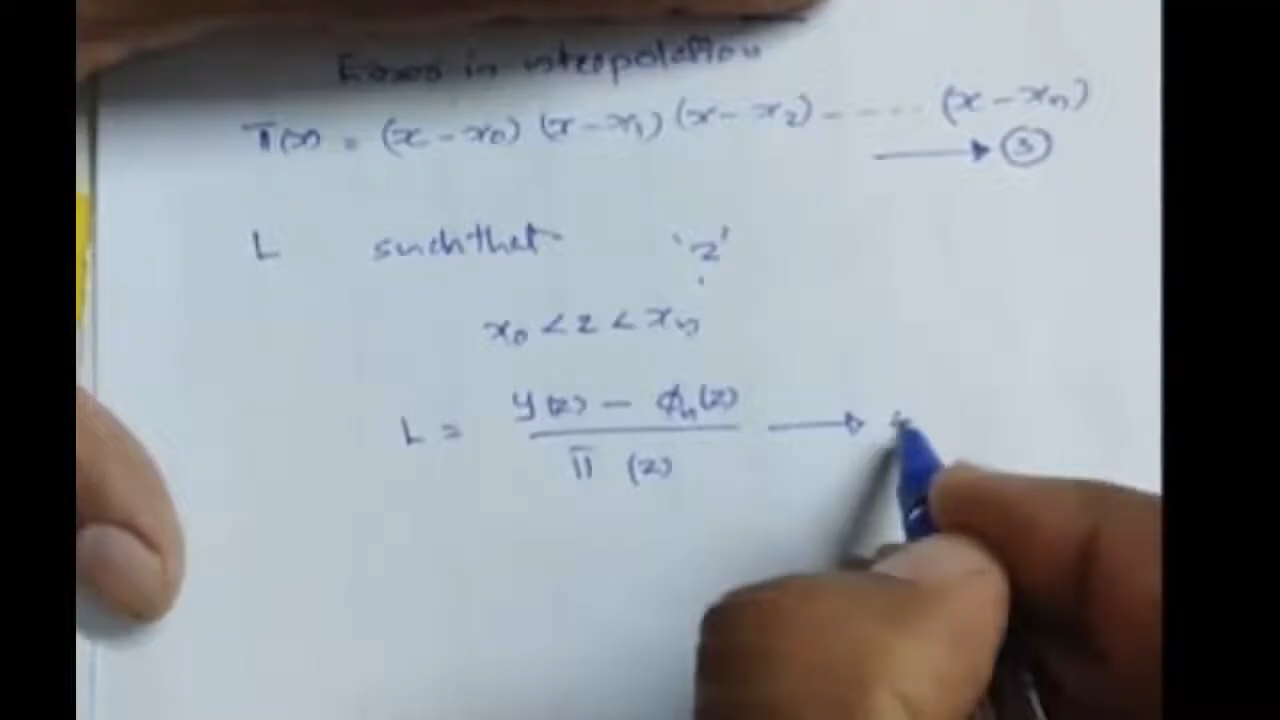 Errors in interpolation
Π(x) = (x - x₀) (x - x₁) (x - x₂) - - - - - (x - xₙ)
⟶ ③
L such that 'z'
x₀ < z < xₙ
L = y(z) - φₙ(z) ⟶
Π (z)